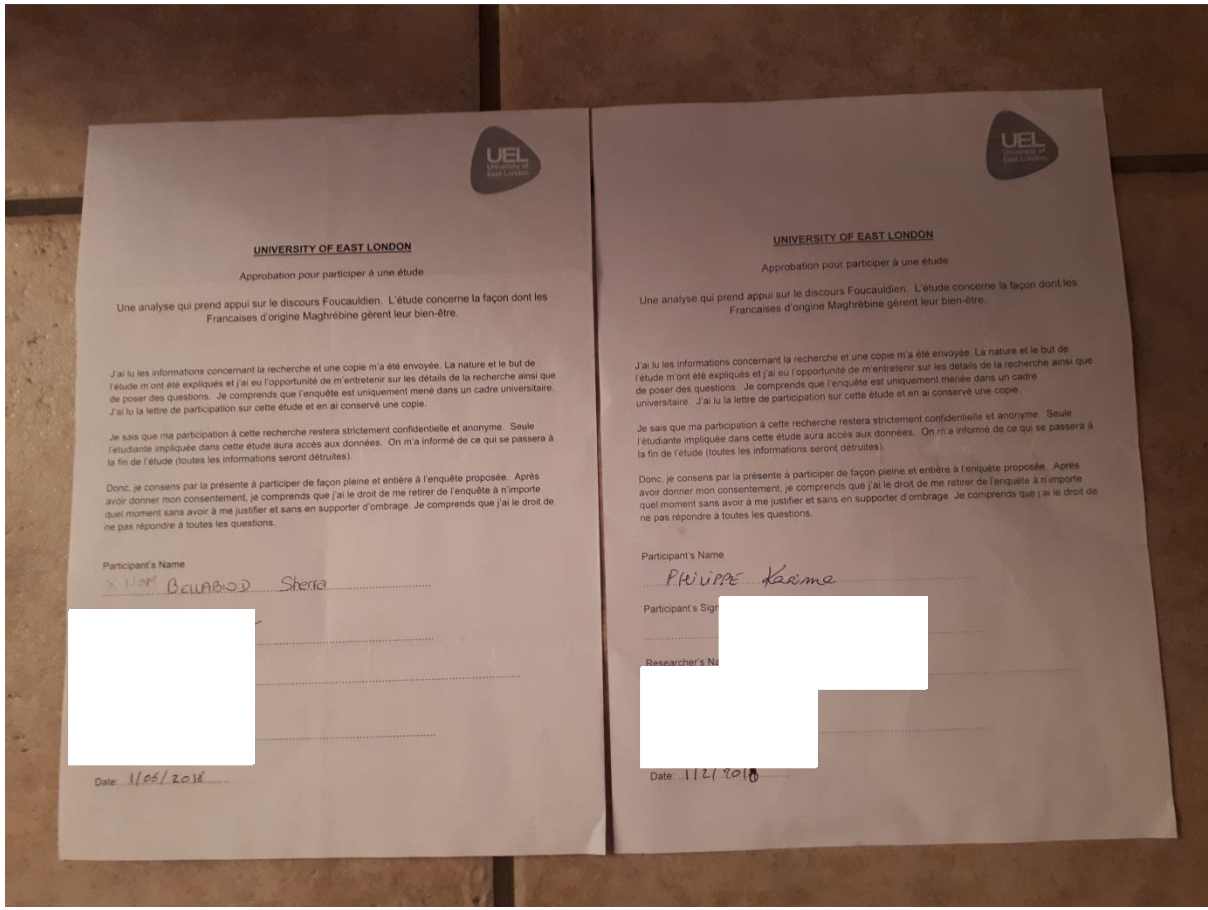 UEL
University of
East London
UNIVERSITY OF EAST LONDON
Approbation pour participer à une étude
Une analyse qui prend appui sur le discours Foucauldien. L'étude concerne la façon dont les
Francaises d'origine Maghrébine gèrent leur bien-être.
J'ai lu les informations concernant la recherche et une copie m'a été envoyée. La nature et le but de
l'étude m'ont été expliqués et j'ai eu l'opportunité de m'entretenir sur les détails de la recherche ainsi que
de poser des questions. Je comprends que l'enquête est uniquement mené dans un cadre universitaire.
J'ai lu la lettre de participation sur cette étude et en ai conservé une copie.
Je sais que ma participation à cette recherche restera strictement confidentielle et anonyme. Seule
l'étudiante impliquée dans cette étude aura accès aux données. On m'a informé de ce qui se passera à
la fin de l'étude (toutes les informations seront détruites).
Donc, je consens par la présente à participer de façon pleine et entière à l'enquête proposée. Après
avoir donner mon consentement, je comprends que j'ai le droit de me retirer de l'enquête à n'importe
quel moment sans avoir à me justifier et sans en supporter d'ombrage. Je comprends que j'ai le droit de
ne pas répondre à toutes les questions.
Participant's Name
X NOM BELLABIOD Sherra
Date: 1/06/2018
UEL
University of
East London
UNIVERSITY OF EAST LONDON
Approbation pour participer à une étude
Une analyse qui prend appui sur le discours Foucauldien. L'étude concerne la façon dont les
Francaises d'origine Maghrébine gèrent leur bien-être.
J'ai lu les informations concernant la recherche et une copie m'a été envoyée. La nature et le but de
l'étude m'ont été expliqués et j'ai eu l'opportunité de m'entretenir sur les détails de la recherche ainsi que
de poser des questions. Je comprends que l'enquête est uniquement mené dans un cadre
universitaire. J'ai lu la lettre de participation sur cette étude et en ai conservé une copie.
Je sais que ma participation à cette recherche restera strictement confidentielle et anonyme. Seule
l'étudiante impliquée dans cette étude aura accès aux données. On m'a informé de ce qui se passera à
la fin de l'étude (toutes les informations seront détruites).
Donc, je consens par la présente à participer de façon pleine et entière à l'enquête proposée. Après
avoir donner mon consentement, je comprends que j'ai le droit de me retirer de l'enquête à n'importe
quel moment sans avoir à me justifier et sans en supporter d'ombrage. Je comprends que j'ai le droit de
ne pas répondre à toutes les questions.
Participant's Name
PHILIPPE Karima
Participant's Sign
Researcher's Na
Date: 1/2/2018